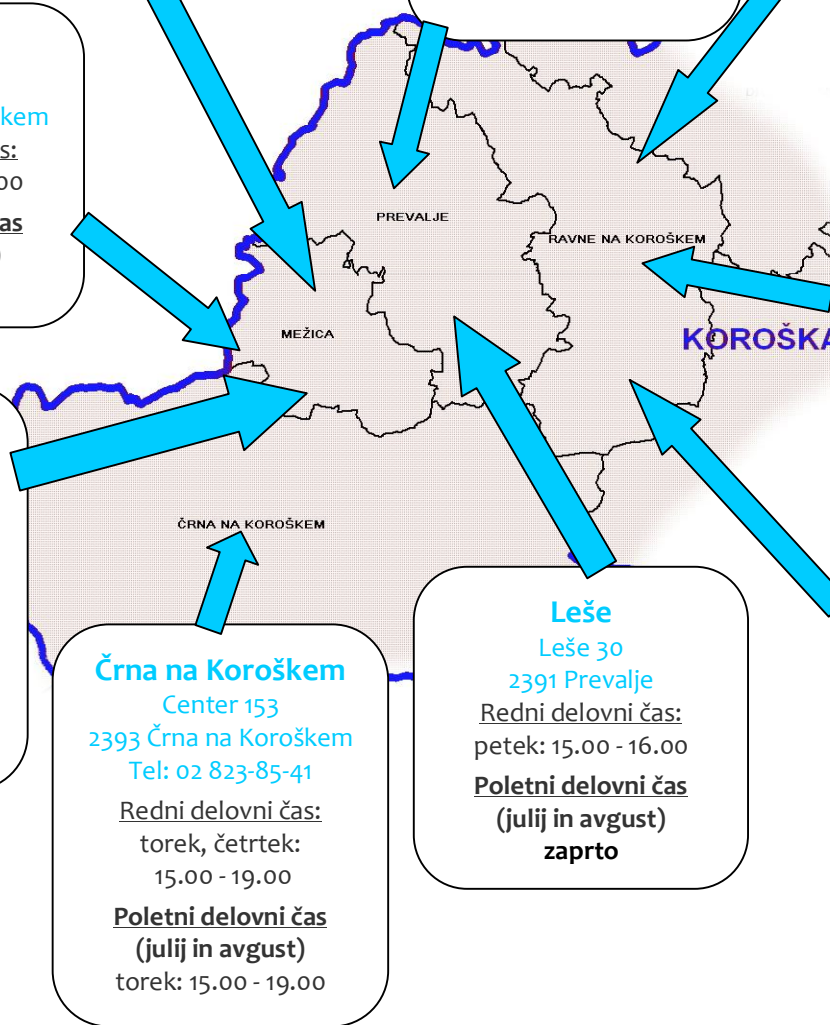 PREVALJE
RAVNE NA KOROŠKEM
MEŽICA
KOROŠKA
ČRNA NA KOROŠKEM
Črna na Koroškem
Center 153
2393 Črna na Koroškem
Tel: 02 823-85-41
Redni delovni čas:
torek, četrtek:
15.00 - 19.00
Poletni delovni čas
(julij in avgust)
torek: 15.00 - 19.00
Leše
Leše 30
2391 Prevalje
Redni delovni čas:
petek: 15.00 - 16.00
Poletni delovni čas
(julij in avgust)
zaprto